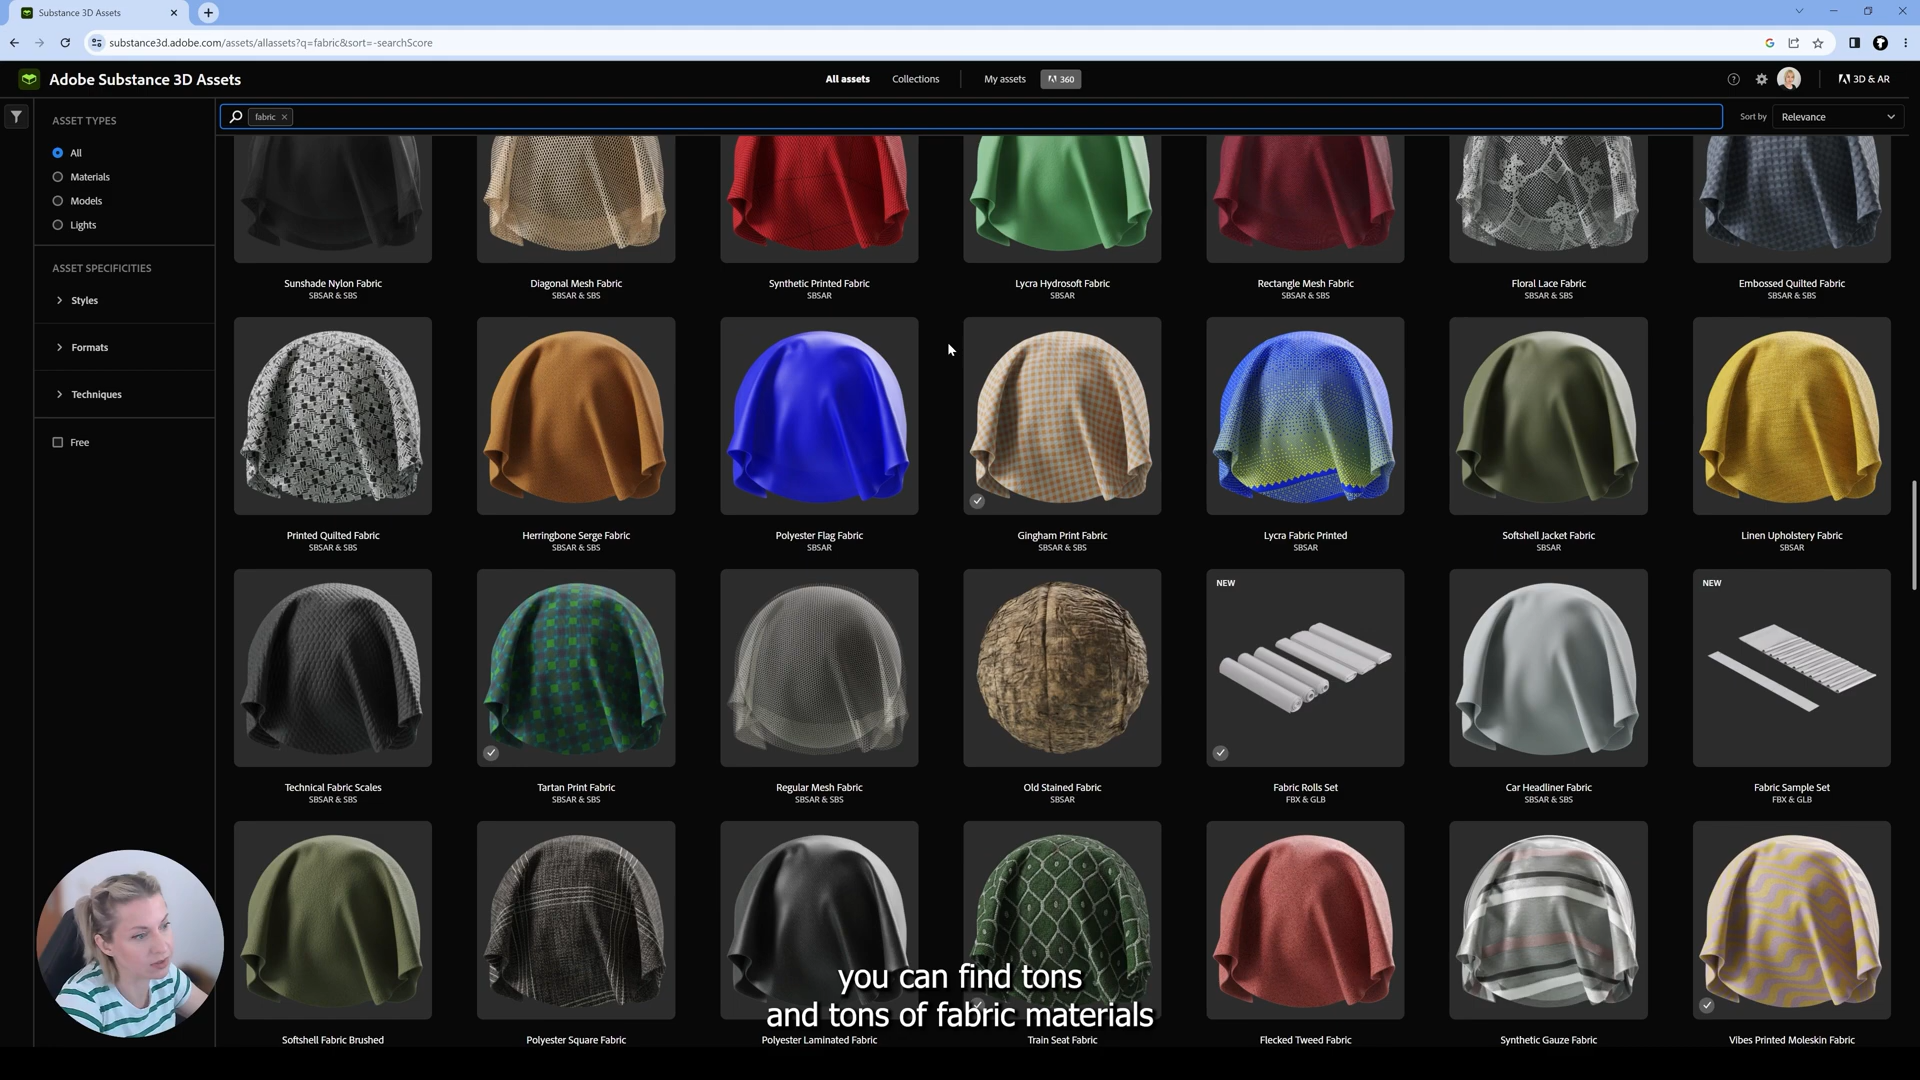 Substance 3D Assets
substance3d.adobe.com/assets/allassets?q=fabric&sort=-searchScore
Adobe Substance 3D Assets
All assets
Collections
My assets
360
3D & AR
fabric
Sort by
Relevance
ASSET TYPES
All
Materials
Models
Lights
ASSET SPECIFICITIES
Styles
Formats
Techniques
Free
Sunshade Nylon Fabric
SBSAR & SBS
Diagonal Mesh Fabric
SBSAR & SBS
Synthetic Printed Fabric
SBSAR
Lycra Hydrosoft Fabric
SBSAR
Rectangle Mesh Fabric
SBSAR & SBS
Floral Lace Fabric
SBSAR & SBS
Embossed Quilted Fabric
SBSAR & SBS
Printed Quilted Fabric
SBSAR & SBS
Herringbone Serge Fabric
SBSAR & SBS
Polyester Flag Fabric
SBSAR
Gingham Print Fabric
SBSAR & SBS
Lycra Fabric Printed
SBSAR
Softshell Jacket Fabric
SBSAR
Linen Upholstery Fabric
SBSAR
Technical Fabric Scales
SBSAR & SBS
Tartan Print Fabric
SBSAR & SBS
Regular Mesh Fabric
SBSAR & SBS
Old Stained Fabric
SBSAR
NEW
Fabric Rolls Set
FBX & GLB
Car Headliner Fabric
SBSAR & SBS
NEW
Fabric Sample Set
FBX & GLB
Softshell Fabric Brushed
Polyester Square Fabric
Polyester Laminated Fabric
Train Seat Fabric
Flecked Tweed Fabric
Synthetic Gauze Fabric
Vibes Printed Moleskin Fabric
you can find tons
and tons of fabric materials